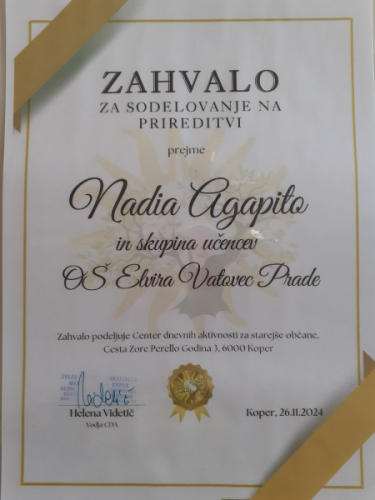 ZAHVALO
ZA SODELOVANJE NA
PRIREDITVI
prejme
Nadia Agapito
in skupina učencev
OŠ Elvira Vatovec Prade
Zahvalo podeljuje Center dnevnih aktivnosti za starejše občane,
Cesta Zore Perello Godina 3, 6000 Koper
Helena Videtič
Vodja CDA
Koper, 26.11.2024